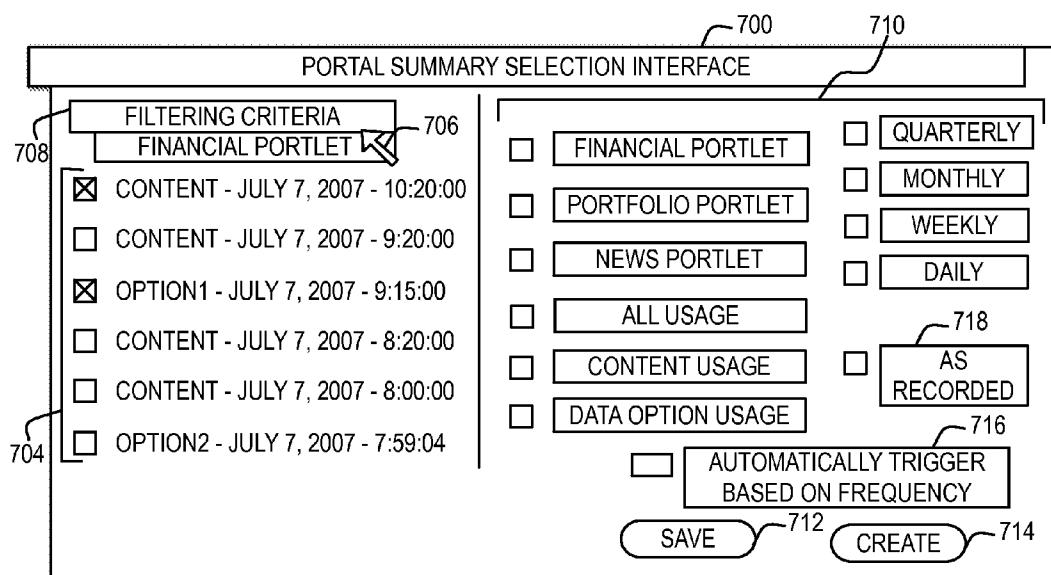 700
710
PORTAL SUMMARY SELECTION INTERFACE
FILTERING CRITERIA
706
708
FINANCIAL PORTLET
CONTENT - JULY 7, 2007 - 10:20:00
CONTENT - JULY 7, 2007 - 9:20:00
OPTION1 - JULY 7, 2007 - 9:15:00
CONTENT - JULY 7, 2007 - 8:20:00
CONTENT - JULY 7, 2007 - 8:00:00
OPTION2 - JULY 7, 2007 - 7:59:04
704
FINANCIAL PORTLET
PORTFOLIO PORTLET
NEWS PORTLET
ALL USAGE
CONTENT USAGE
DATA OPTION USAGE
QUARTERLY
MONTHLY
WEEKLY
DAILY
718
AS
RECORDED
716
AUTOMATICALLY TRIGGER
BASED ON FREQUENCY
SAVE
712
CREATE
714